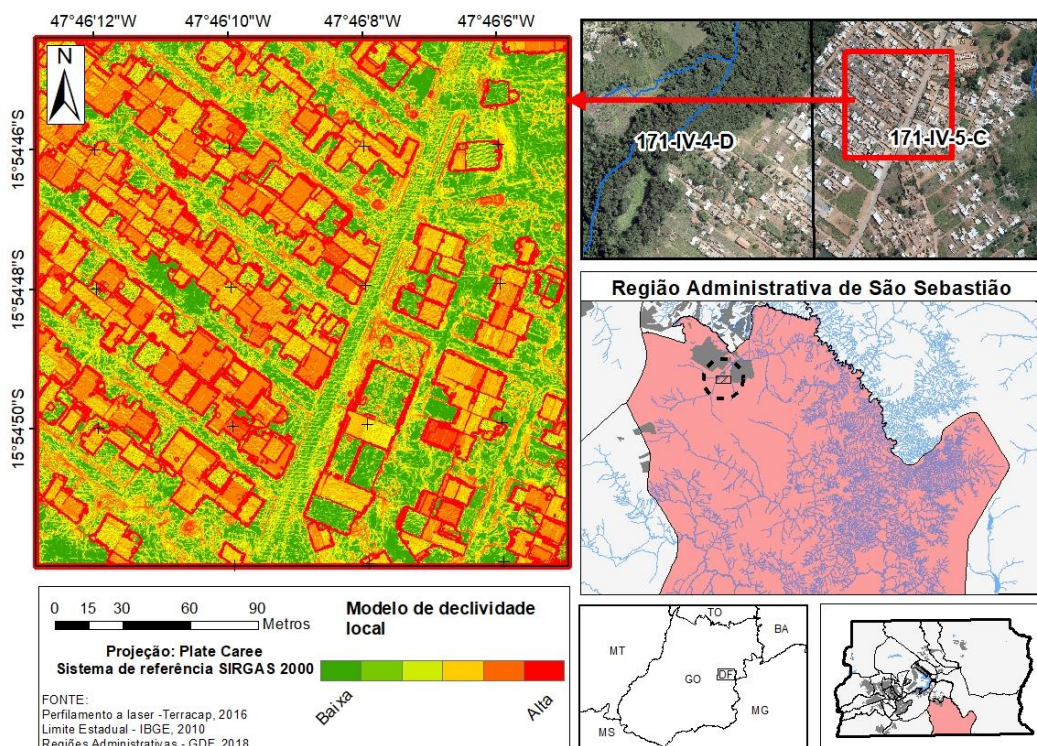 47°46'12"O
47°46'10"O
47°46'8"O
47°46'6"O
N
15°54'46"S
15°54'48"S
15°54'50"S
171-IV-4-D
171-IV-5-C
Região Administrativa de São Sebastião
0 15 30 60 90
Metros
Modelo de declividade
local
Projeção: Plate Caree
Sistema de referência SIRGAS 2000
Baixa
Alta
FONTE:
Perfilamento a laser -Terracap, 2016
Limite Estadual - IBGE, 2010
Regiões Administrativas - GDF, 2018
TO
BA
MT
GO
DF
MG
MS